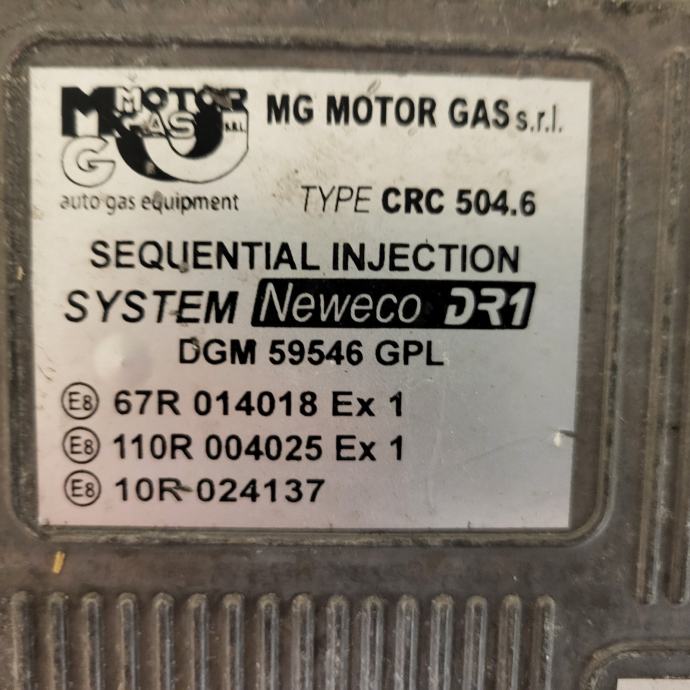 MOTOR
GAS S.R.L.
MG
MG MOTOR GAS s.r.l.
auto gas equipment
TYPE CRC 504.6
SEQUENTIAL INJECTION
SYSTEM Neweco DR1
DGM 59546 GPL
E8 67R 014018 Ex 1
E8 110R 004025 Ex 1
E8 10R-024137